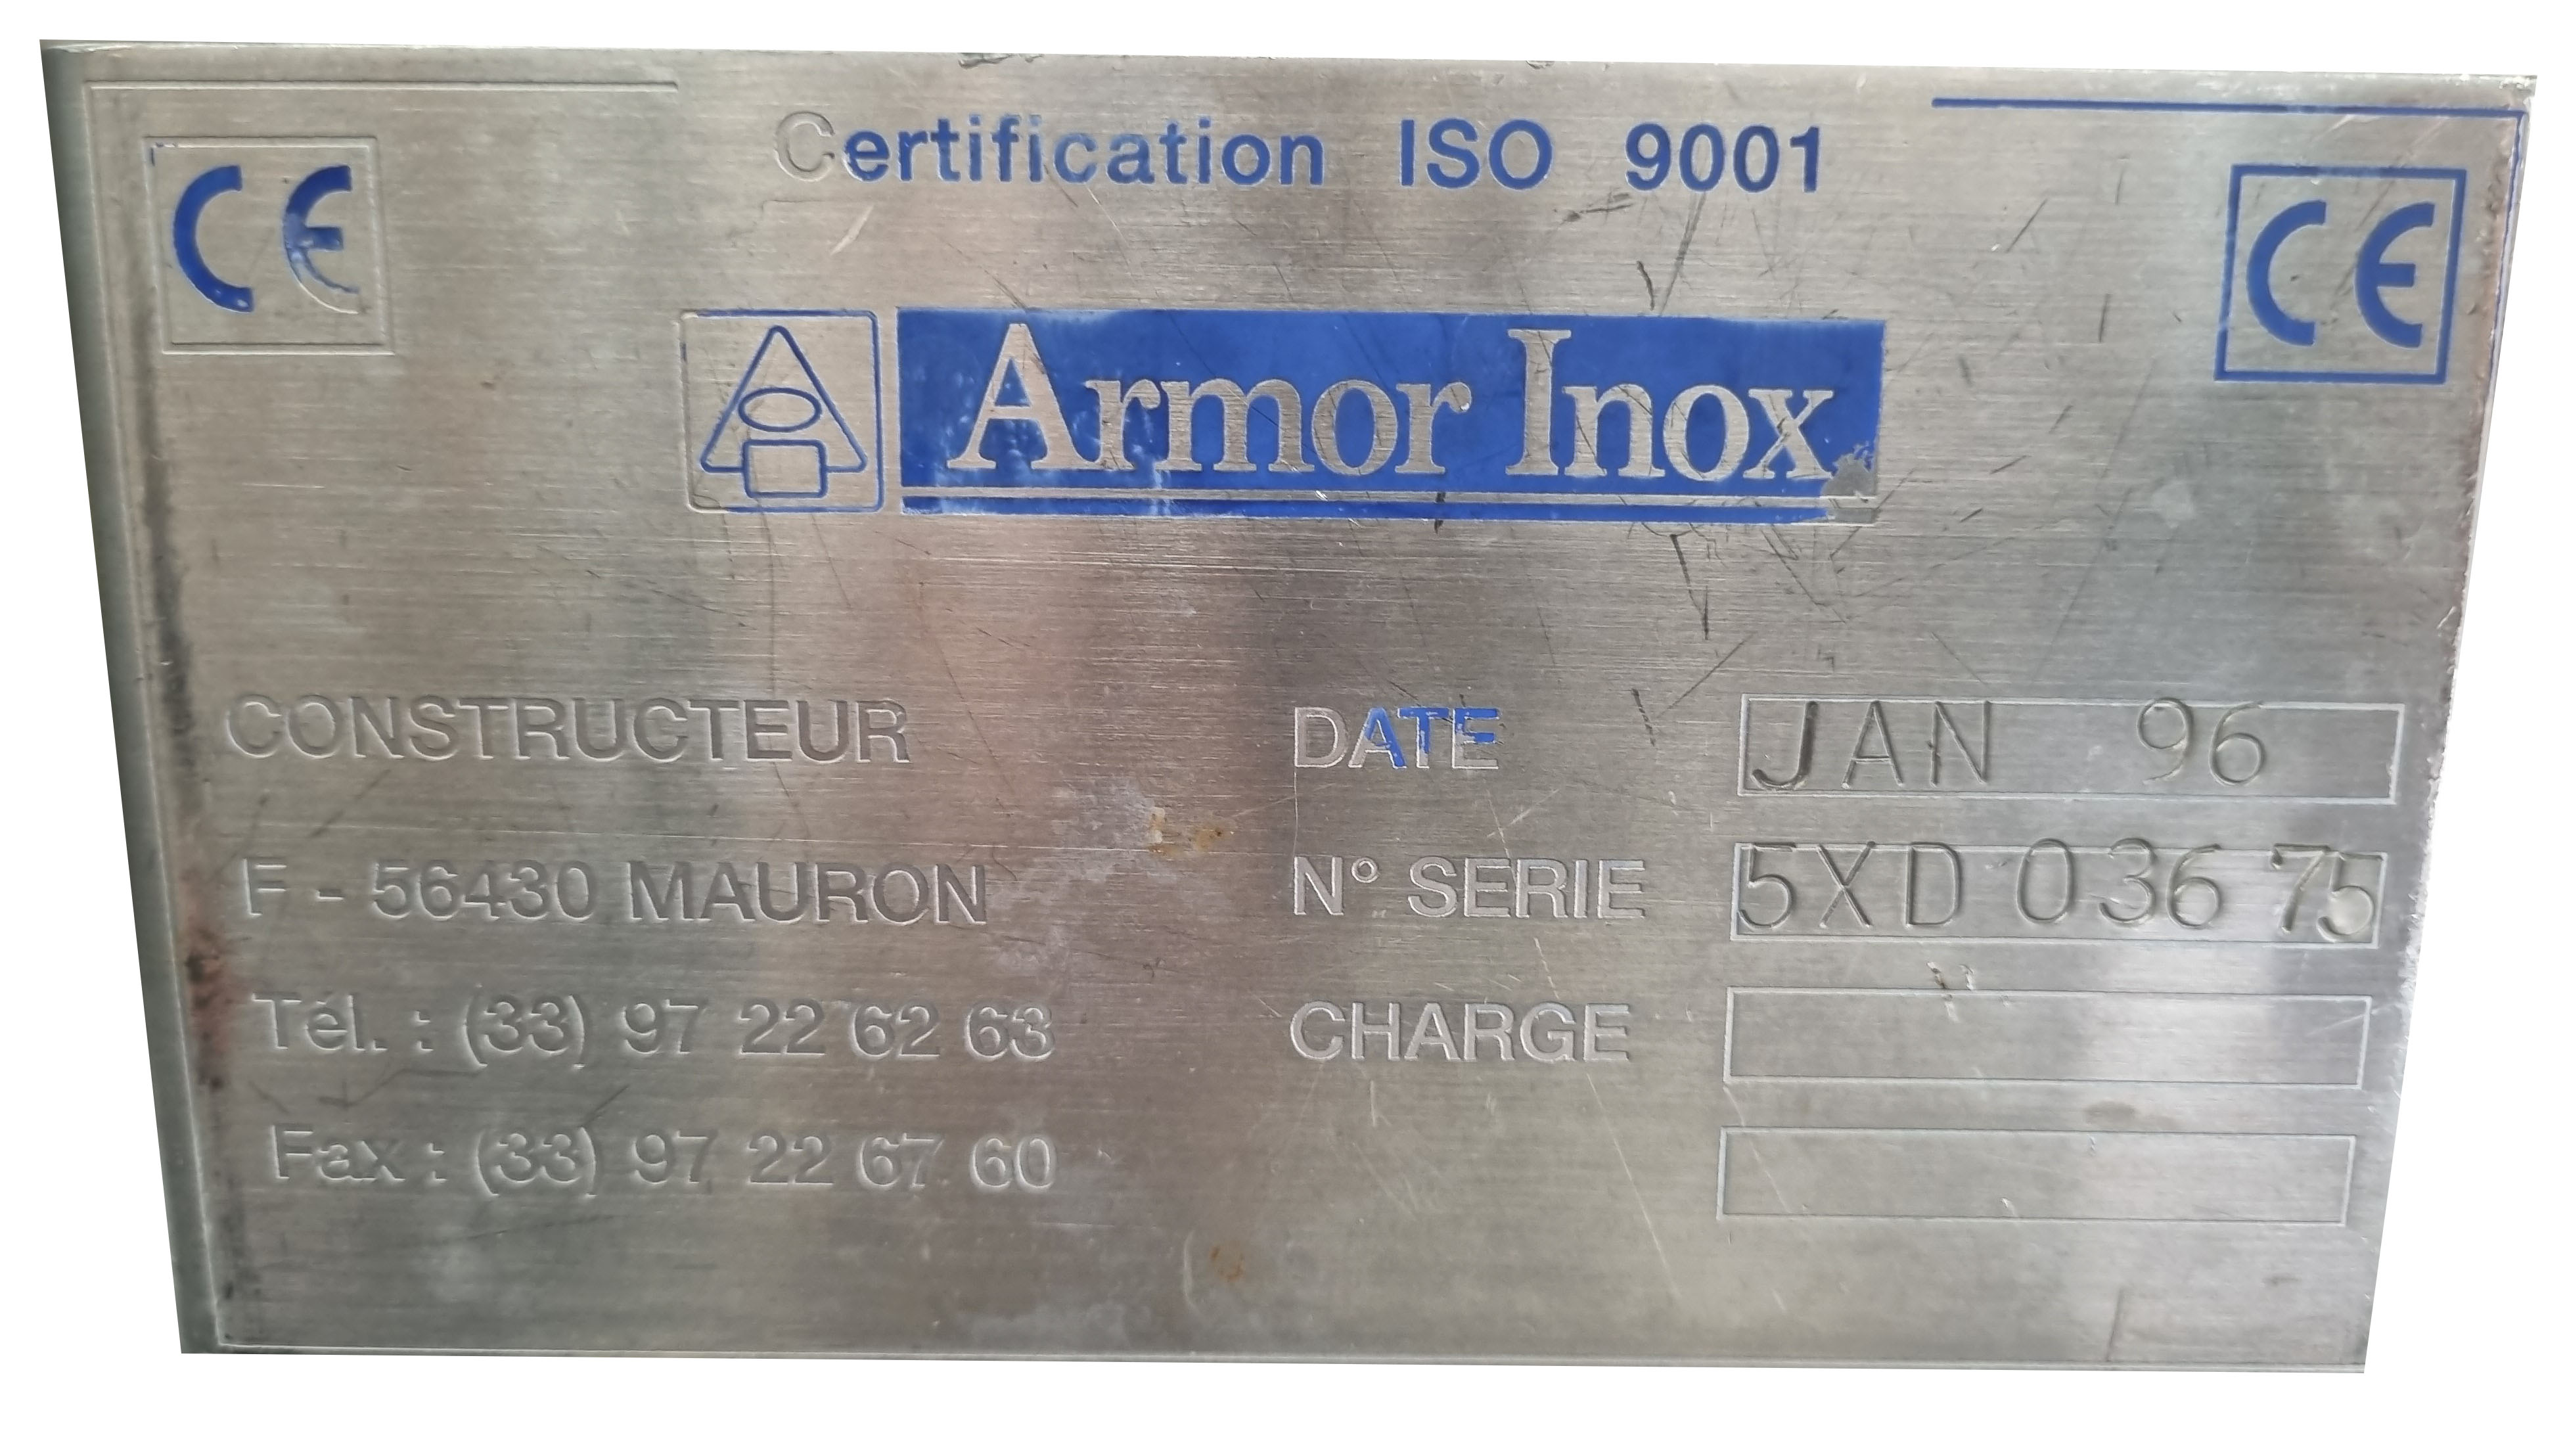 Certification ISO 9001
CE
CE
Armor Inox
CONSTRUCTEUR
DATE JAN 96
F - 56430 MAURON
N° SERIE 5XD 036 75
Tél. : (33) 97 22 62 63
CHARGE
Fax : (33) 97 22 67 60